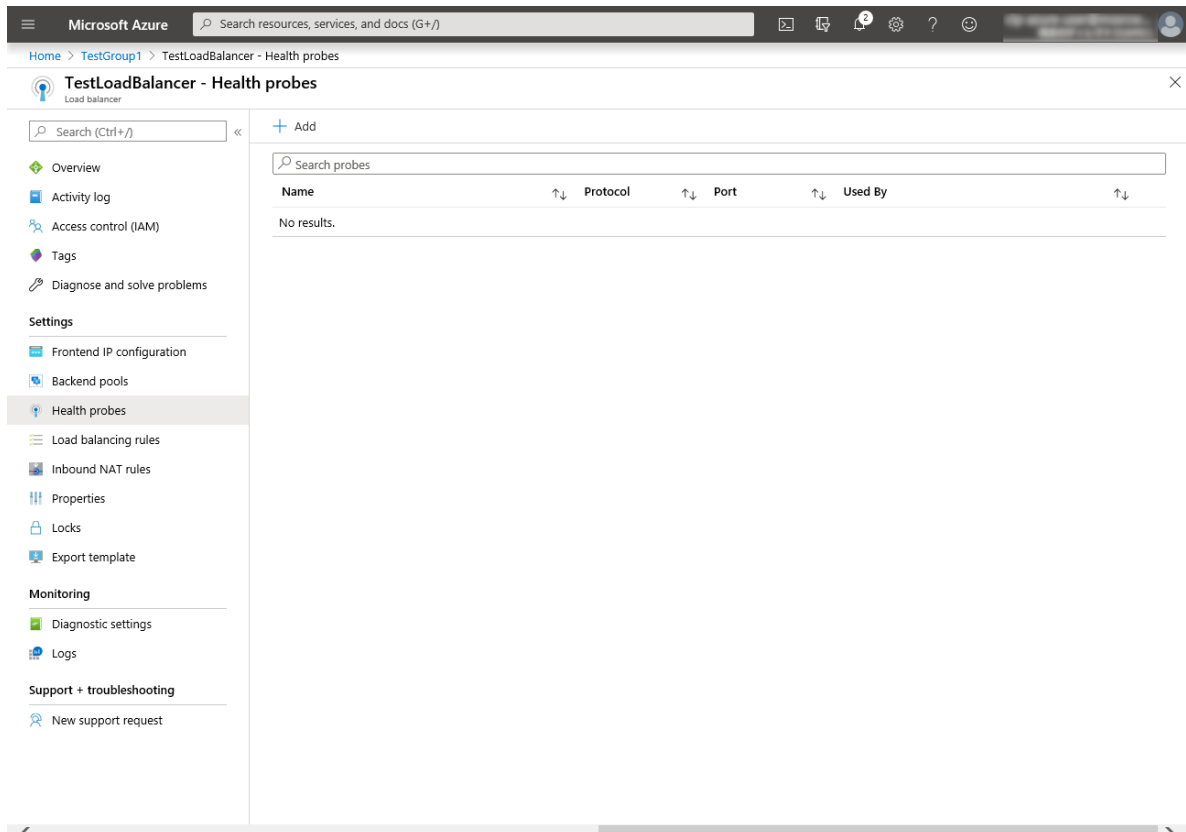 Microsoft Azure
Search resources, services, and docs (G+/)
2
Home > TestGroup1 > TestLoadBalancer - Health probes
TestLoadBalancer - Health probes
Load balancer
Search (Ctrl+/)
«
Add
Search probes
Overview
Name Protocol Port Used By
Activity log
No results.
Access control (IAM)
Tags
Diagnose and solve problems
Settings
Frontend IP configuration
Backend pools
Health probes
Load balancing rules
Inbound NAT rules
Properties
Locks
Export template
Monitoring
Diagnostic settings
Logs
Support + troubleshooting
New support request